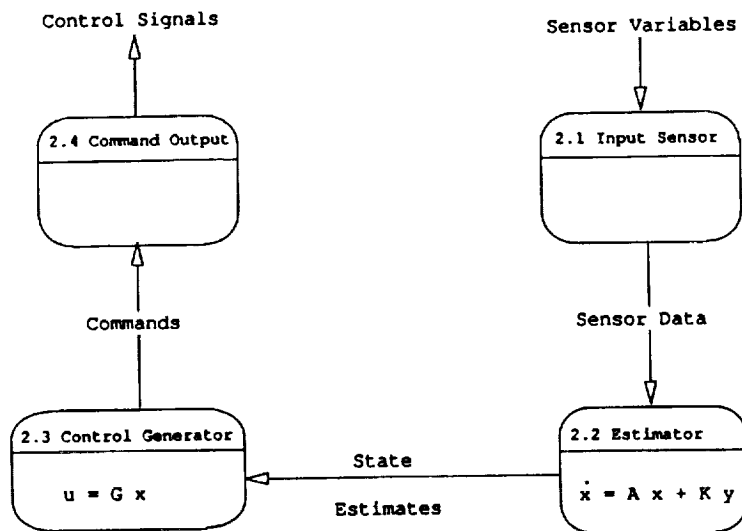 Control Signals
Sensor Variables
2.4 Command Output
2.1 Input Sensor
Commands
Sensor Data
2.3 Control Generator
u = G x
State
Estimates
2.2 Estimator
ẋ = A x + K y